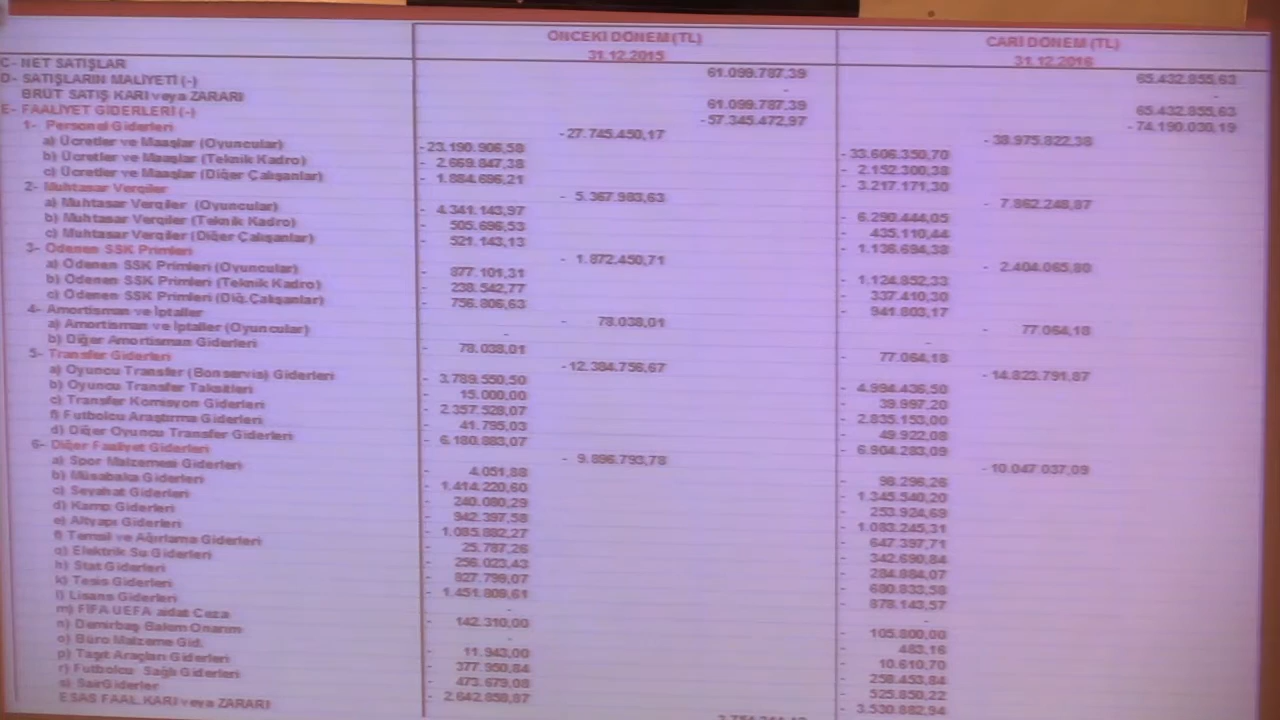 ÖNCEKİ DÖNEM (TL) CARİ DÖNEM (TL)
31.12.2015 31.12.2016
C- NET SATIŞLAR 61.099.787,39 65.432.855,63
D- SATIŞLARIN MALİYETİ (-) - -
BRÜT SATIŞ KARI veya ZARARI 61.099.787,39 65.432.855,63
E- FAALİYET GİDERLERİ (-) -57.345.472,97 -74.190.030,19
1- Personel Giderleri -27.745.450,17 -38.975.822,38
a) Ücretler ve Maaşlar (Oyuncular) -23.190.906,58 -33.606.350,70
b) Ücretler ve Maaşlar (Teknik Kadro) - 2.669.847,38 - 2.152.300,38
c) Ücretler ve Maaşlar (Diğer Çalışanlar) - 1.884.696,21 - 3.217.171,30
2- Muhtasar Vergiler - 5.367.983,63 - 7.862.248,87
a) Muhtasar Vergiler (Oyuncular) - 4.341.143,97 - 6.290.444,05
b) Muhtasar Vergiler (Teknik Kadro) - 505.696,53 - 435.110,44
c) Muhtasar Vergiler (Diğer Çalışanlar) - 521.143,13 - 1.136.694,38
3- Ödenen SSK Primleri - 1.872.450,71 - 2.404.065,80
a) Ödenen SSK Primleri (Oyuncular) - 877.101,31 - 1.124.852,33
b) Ödenen SSK Primleri (Teknik Kadro) - 238.542,77 - 337.410,30
c) Ödenen SSK Primleri (Diğ.Çalışanlar) - 756.806,63 - 941.803,17
4- Amortisman ve İptaller - 78.038,01 - 77.064,18
a) Amortisman ve İptaller (Oyuncular) - -
b) Diğer Amortisman Giderleri - 78.038,01 - 77.064,18
5- Transfer Giderleri -12.384.756,67 -14.823.791,87
a) Oyuncu Transfer (Bonservis) Giderleri - 3.789.550,50 - 4.994.436,50
b) Oyuncu Transfer Taksitleri - 15.000,00 - 39.997,20
c) Transfer Komisyon Giderleri - 2.357.528,07 - 2.835.153,00
f) Futbolcu Araştırma Giderleri - 41.795,03 - 49.922,08
d) Diğer Oyuncu Transfer Giderleri - 6.180.883,07 - 6.904.283,09
6- Diğer Faaliyet Giderleri - 9.896.793,78 -10.047.037,09
a) Spor Malzemesi Giderleri - 4.051,88 - 98.296,26
b) Müsabaka Giderleri - 1.414.220,60 - 1.345.540,20
c) Seyahat Giderleri - 240.080,29 - 253.924,69
d) Kamp Giderleri - 942.397,58 - 1.083.245,31
e) Altyapı Giderleri - 1.085.882,27 - 647.397,71
f) Temsil ve Ağırlama Giderleri - 25.787,26 - 342.690,84
g) Elektrik Su Giderleri - 256.023,43 - 284.884,07
h) Stat Giderleri - 827.799,07 - 680.833,58
k) Tesis Giderleri - 1.451.809,61 - 878.143,57
l) Lisans Giderleri - -
m) FİFA UEFA aidat Ceza - 142.310,00 - 105.800,00
n) Demirbaş Bakım Onarım - - 483,16
o) Büro Malzeme Gid. - 11.943,00 - 10.610,70
p) Taşıt Araçları Giderleri - 377.950,84 - 258.453,84
r) Futbolcu Sağlı Giderleri - 473.679,08 - 525.850,22
s) Sair Giderler - 2.642.858,87 - 3.530.882,94
ESAS FAAL.KARI veya ZARARI